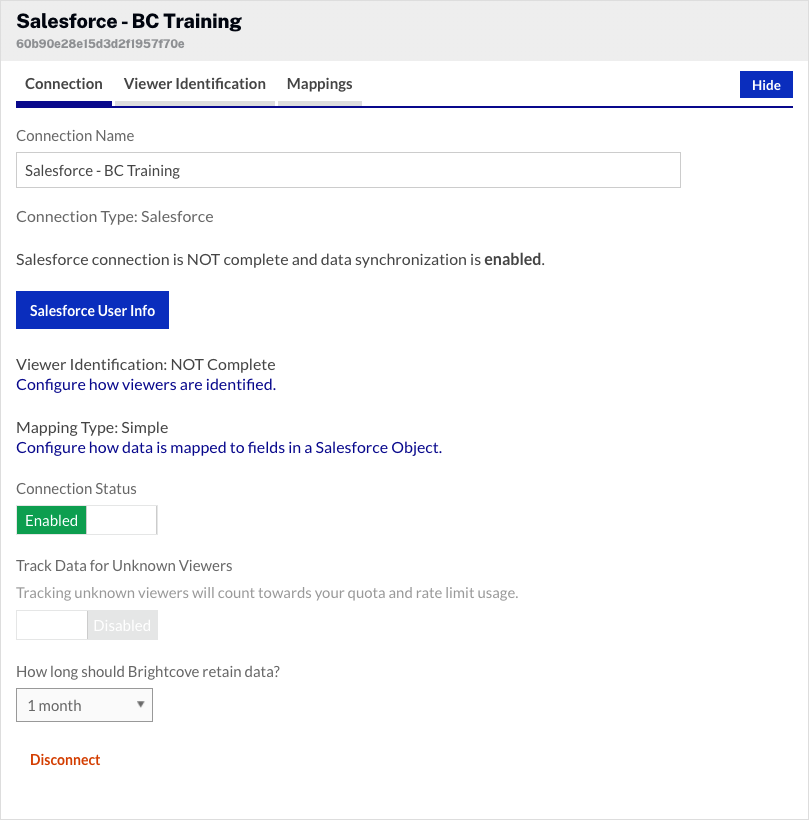 Salesforce - BC Training
60b90e28e15d3d2f1957f70e
Connection Viewer Identification Mappings Hide
Connection Name
Salesforce - BC Training
Connection Type: Salesforce
Salesforce connection is NOT complete and data synchronization is enabled.
Salesforce User Info
Viewer Identification: NOT Complete
Configure how viewers are identified.
Mapping Type: Simple
Configure how data is mapped to fields in a Salesforce Object.
Connection Status
Enabled
Track Data for Unknown Viewers
Tracking unknown viewers will count towards your quota and rate limit usage.
Disabled
How long should Brightcove retain data?
1 month
Disconnect